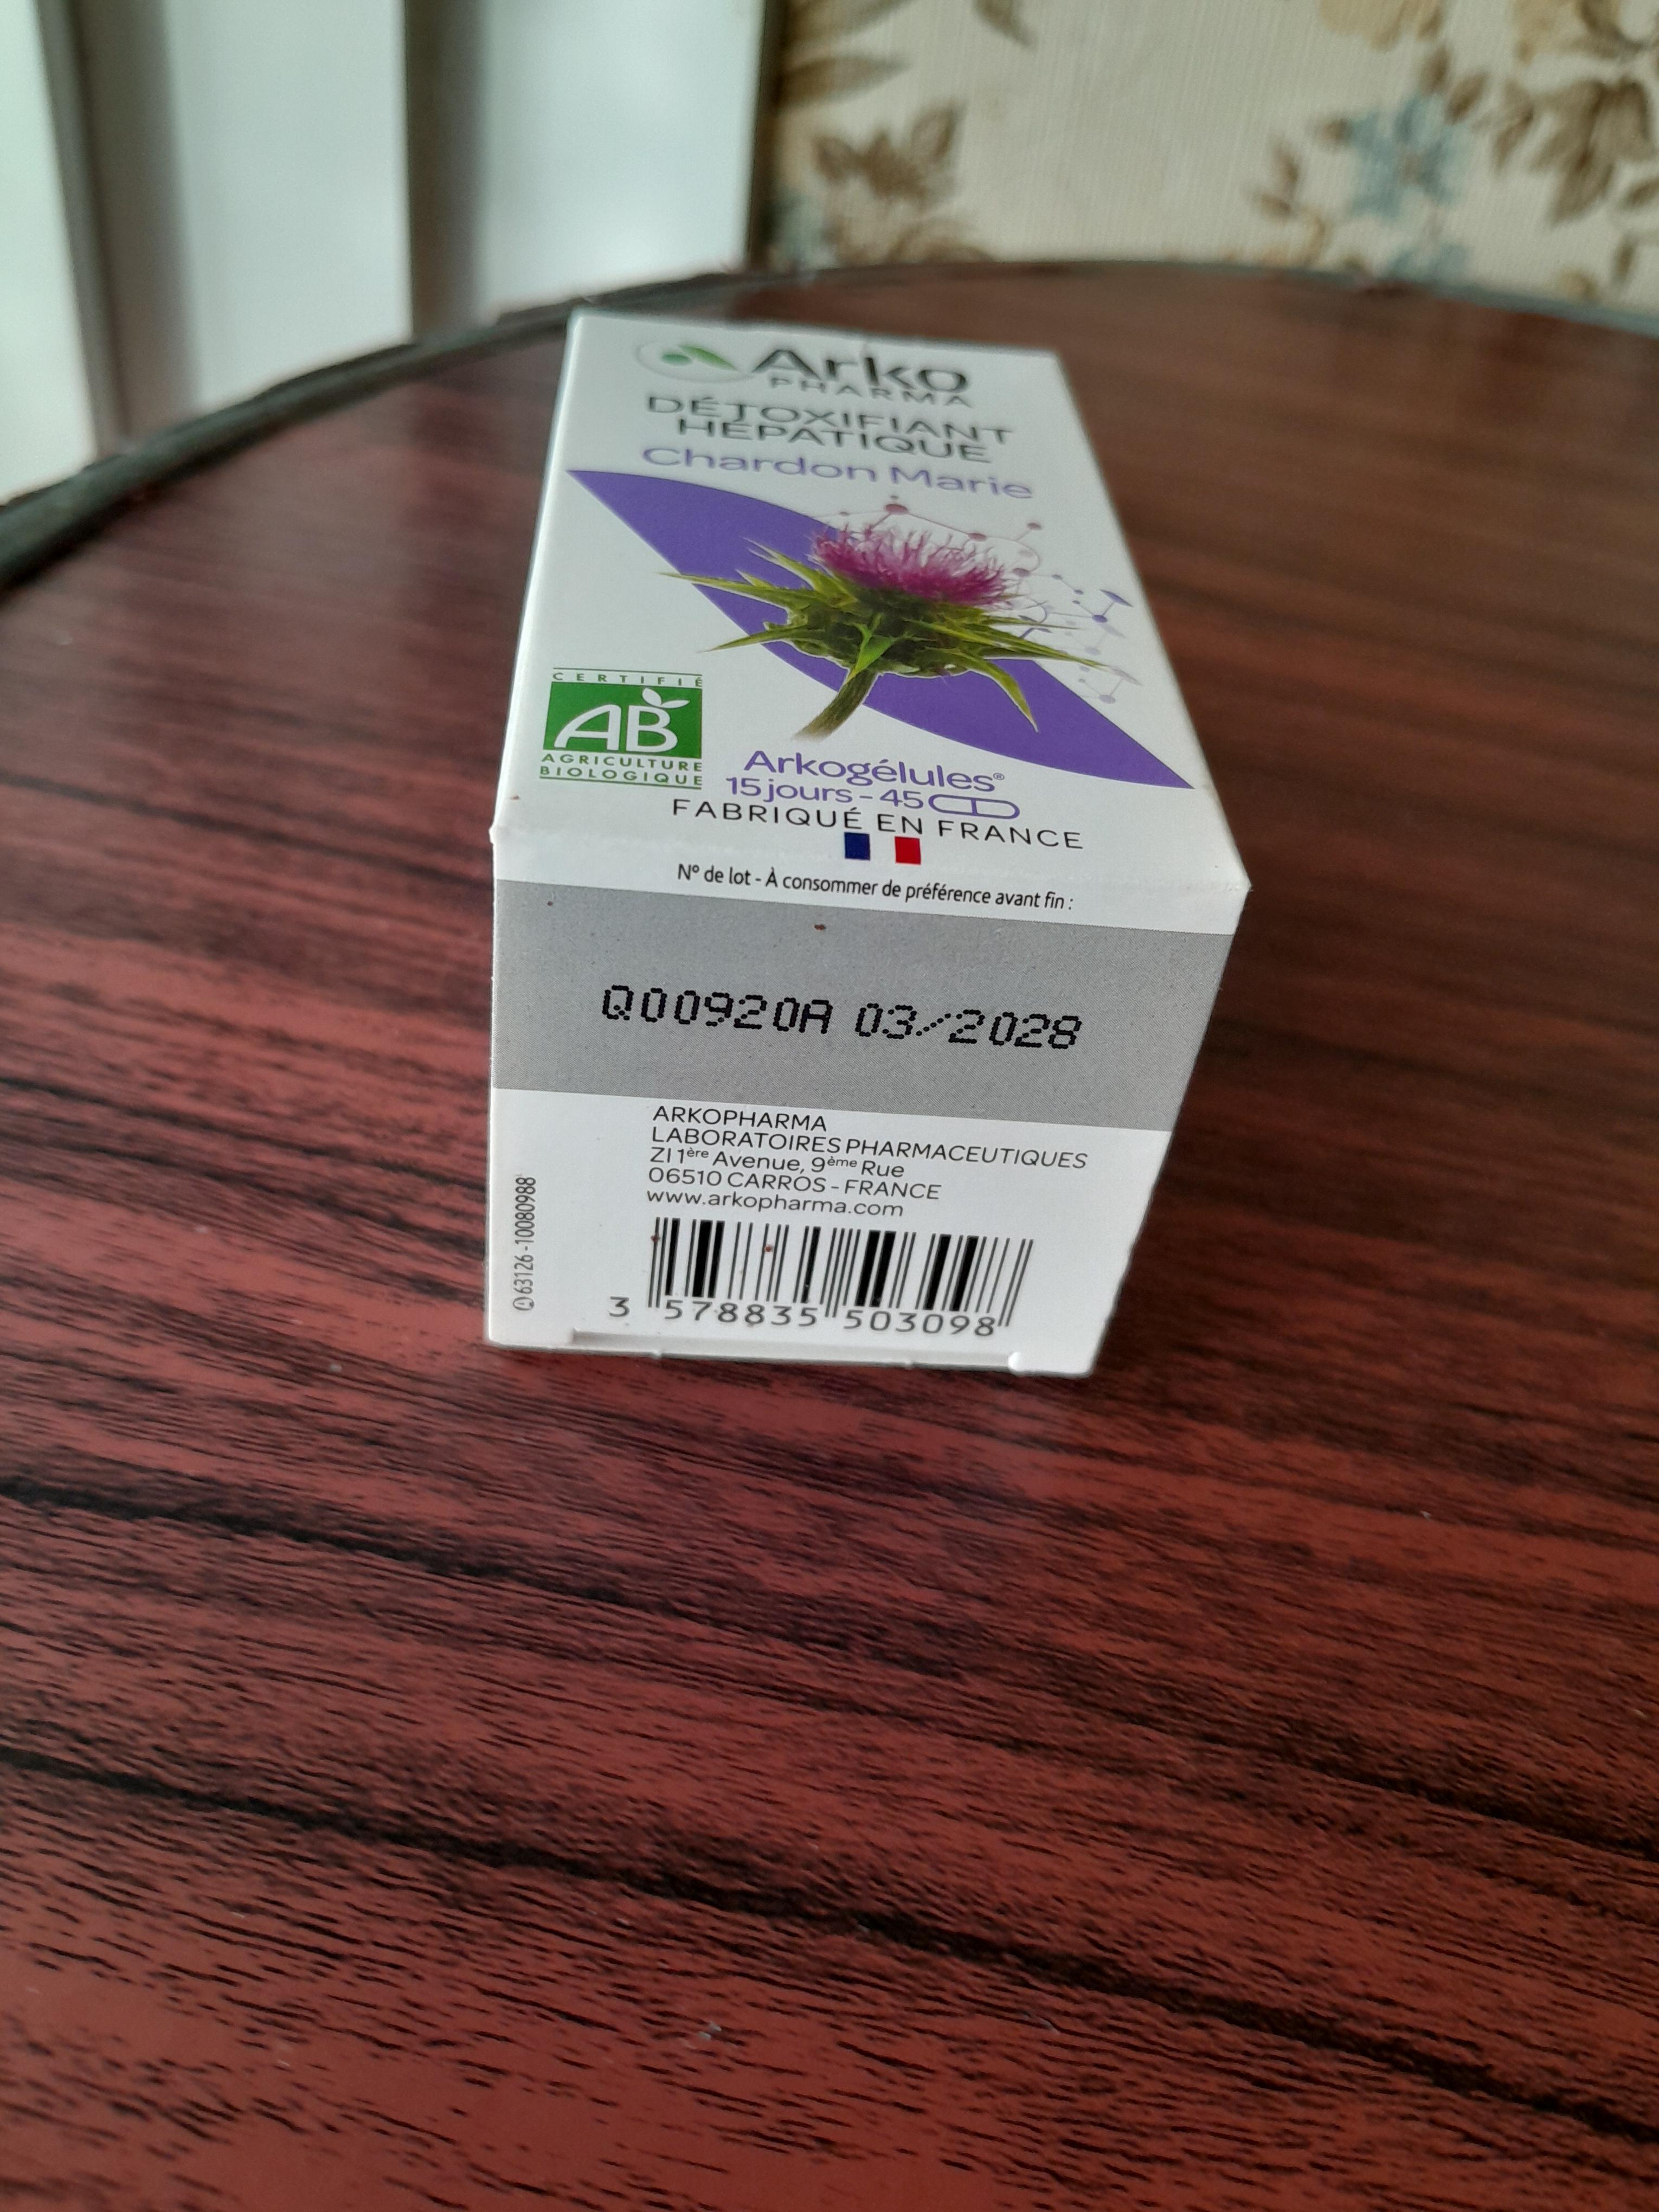 Arko
PHARMA
DÉTOXIFIANT
HÉPATIQUE
Chardon Marie
CERTIFIÉ
AB
AGRICULTURE
BIOLOGIQUE
Arkogélules®
15 jours - 45
FABRIQUÉ EN FRANCE
N° de lot - À consommer de préférence avant fin :
Q00920A 03/2028
ARKOPHARMA
LABORATOIRES PHARMACEUTIQUES
ZI 1ère Avenue, 9ème Rue
06510 CARROS - FRANCE
www.arkopharma.com
63126-10080988
3 578835 503098